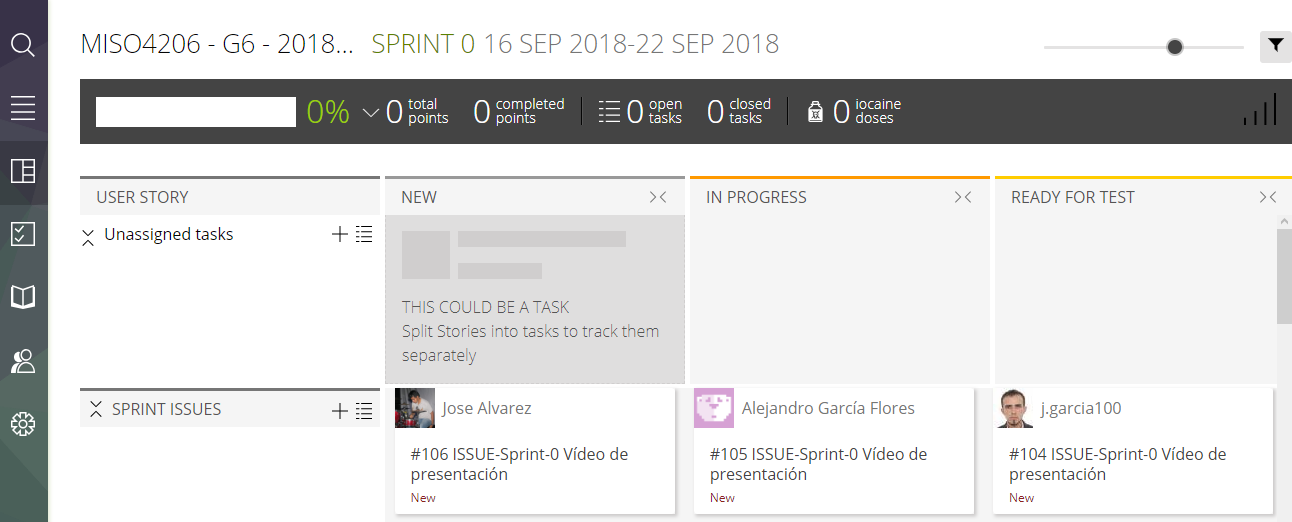 MISO4206 - G6 - 2018... SPRINT 0 16 SEP 2018-22 SEP 2018
0% 0 total points 0 completed points 0 open tasks 0 closed tasks 0 iocaine doses
USER STORY NEW IN PROGRESS READY FOR TEST
Unassigned tasks
THIS COULD BE A TASK
Split Stories into tasks to track them
separately
SPRINT ISSUES
Jose Alvarez
#106 ISSUE-Sprint-0 Vídeo de
presentación
New
Alejandro García Flores
#105 ISSUE-Sprint-0 Vídeo de
presentación
New
j.garcia100
#104 ISSUE-Sprint-0 Vídeo de
presentación
New